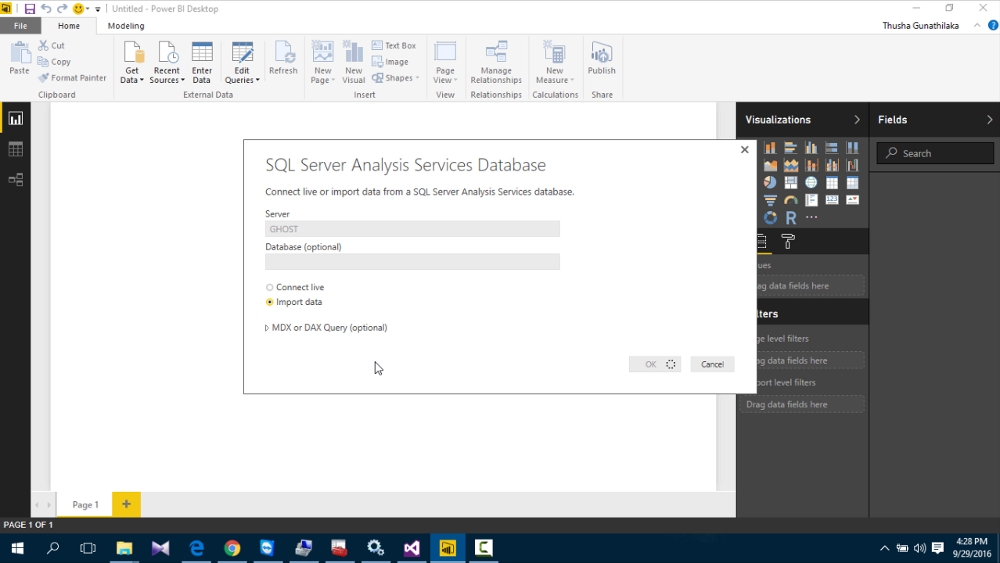 Untitled - Power BI Desktop
File
Home
Modeling
Thusha Gunathilaka
Paste
Cut
Copy
Format Painter
Clipboard
Get Data
Recent Sources
Enter Data
Edit Queries
Refresh
External Data
New Page
New Visual
Text Box
Image
Shapes
Insert
Page View
View
Manage Relationships
Relationships
New Measure
Calculations
Publish
Share
SQL Server Analysis Services Database
Connect live or import data from a SQL Server Analysis Services database.
Server
GHOST
Database (optional)
Connect live
Import data
MDX or DAX Query (optional)
OK
Cancel
Visualizations
R
123
ues
ag data fields here
lters
ge level filters
ag data fields here
port level filters
Drag data fields here
Fields
Search
Page 1
PAGE 1 OF 1
4:28 PM
9/29/2016